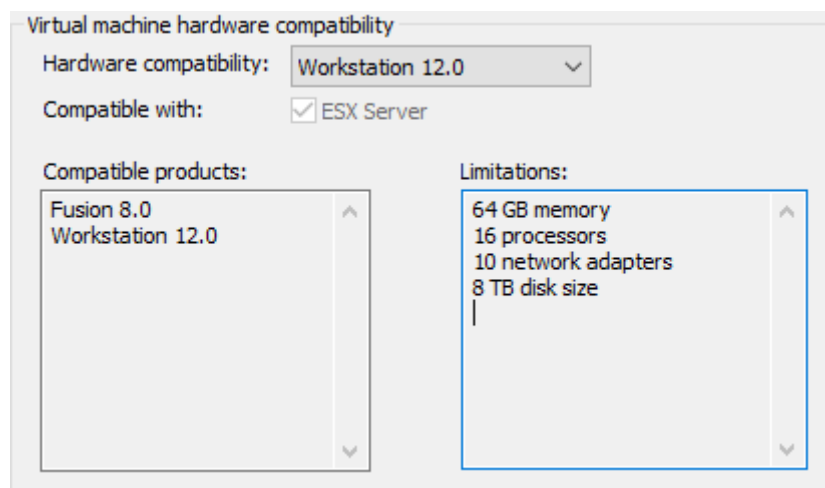 Virtual machine hardware compatibility
Hardware compatibility: Workstation 12.0
Compatible with: ESX Server
Compatible products:
Fusion 8.0
Workstation 12.0
Limitations:
64 GB memory
16 processors
10 network adapters
8 TB disk size